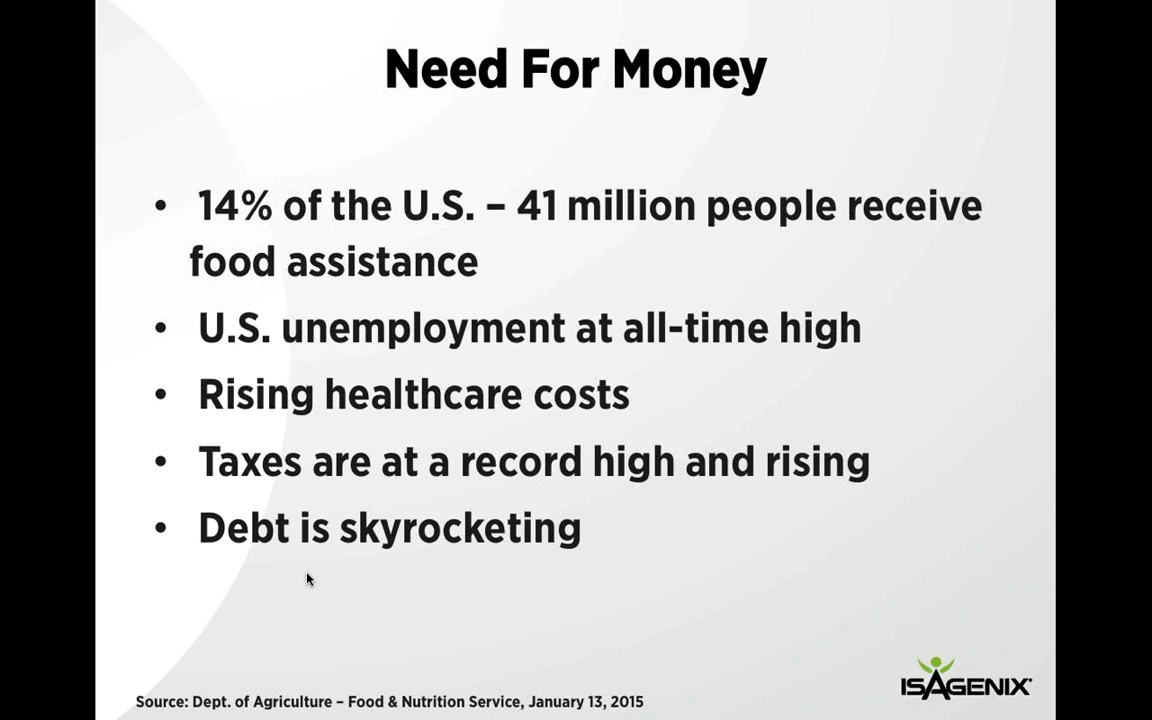 Need For Money
• 14% of the U.S. – 41 million people receive
food assistance
• U.S. unemployment at all-time high
• Rising healthcare costs
• Taxes are at a record high and rising
• Debt is skyrocketing
Source: Dept. of Agriculture – Food & Nutrition Service, January 13, 2015
ISAGENIX